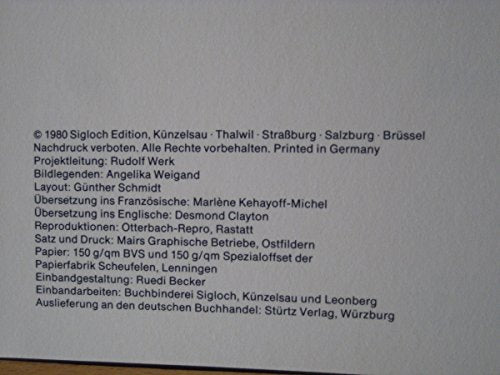 © 1980 Sigloch Edition, Künzelsau · Thalwil · Straßburg · Salzburg · Brüssel
Nachdruck verboten. Alle Rechte vorbehalten. Printed in Germany
Projektleitung: Rudolf Werk
Bildlegenden: Angelika Weigand
Layout: Günther Schmidt
Übersetzung ins Französische: Marlène Kehayoff-Michel
Übersetzung ins Englische: Desmond Clayton
Reproduktionen: Otterbach-Repro, Rastatt
Satz und Druck: Mairs Graphische Betriebe, Ostfildern
Papier: 150 g/qm BVS und 150 g/qm Spezialoffset der
Papierfabrik Scheufelen, Lenningen
Einbandgestaltung: Ruedi Becker
Einbandarbeiten: Buchbinderei Sigloch, Künzelsau und Leonberg
Auslieferung an den deutschen Buchhandel: Stürtz Verlag, Würzburg